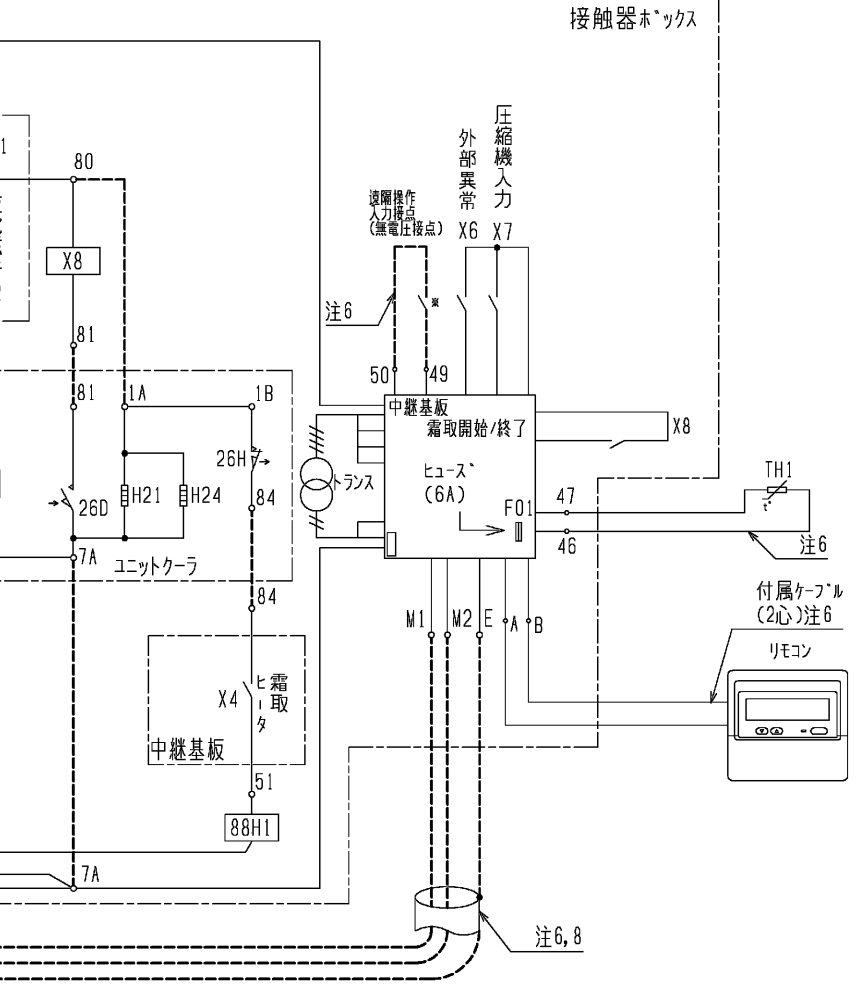 接触器ボックス
1
80
X8
81
81
1A
1B
26H
84
26D
H21
H24
7A
ユニットクーラ
84
X4
霜取
ヒータ
中継基板
51
88H1
7A
遠隔操作
入力接点
(無電圧接点)
外部異常
圧縮機入力
X6
X7
注6
※
50
49
中継基板
霜取開始/終了
ヒューズ
(6A)
F01
トランス
X8
47
46
TH1
t°
注6
M1
M2
E
A
B
付属ケーブル
(2心)注6
リモコン
注6,8